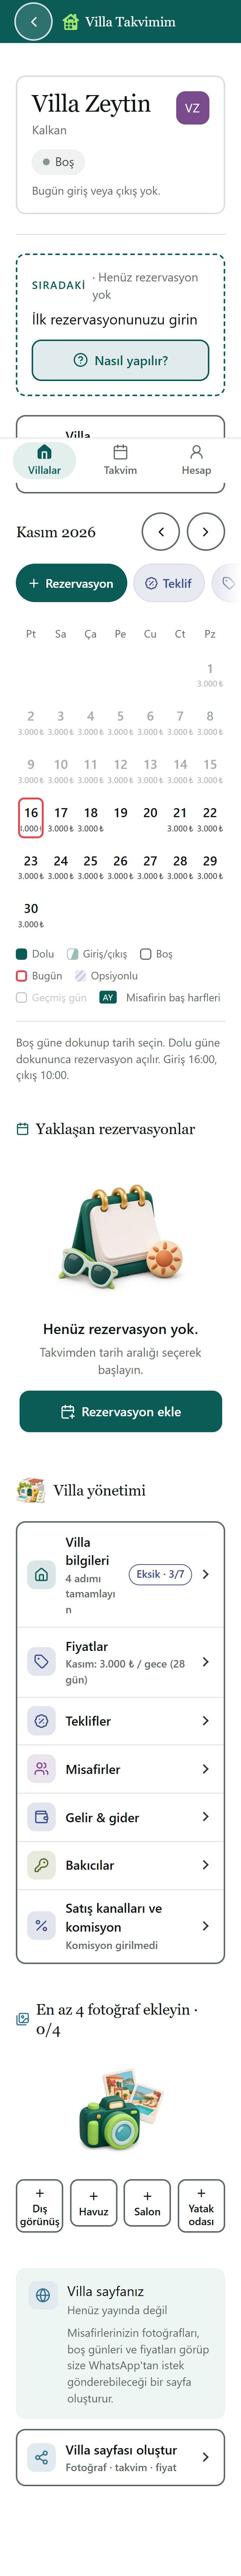 Villa Takvimim
Villa Zeytin
VZ
Kalkan
Boş
Bugün giriş veya çıkış yok.
SIRADAKİ · Henüz rezervasyon
yok
İlk rezervasyonunuzu girin
Nasıl yapılır?
Villa
Villalar Takvim Hesap
Kasım 2026
+ Rezervasyon Teklif
Pt Sa Ça Pe Cu Ct Pz
1
3.000 ₺
2 3 4 5 6 7 8
3.000 ₺ 3.000 ₺ 3.000 ₺ 3.000 ₺ 3.000 ₺ 3.000 ₺ 3.000 ₺
9 10 11 12 13 14 15
3.000 ₺ 3.000 ₺ 3.000 ₺ 3.000 ₺ 3.000 ₺ 3.000 ₺ 3.000 ₺
16 17 18 19 20 21 22
3.000 ₺ 3.000 ₺ 3.000 ₺ 3.000 ₺ 3.000 ₺
23 24 25 26 27 28 29
3.000 ₺ 3.000 ₺ 3.000 ₺ 3.000 ₺ 3.000 ₺ 3.000 ₺ 3.000 ₺
30
3.000 ₺
Dolu Giriş/çıkış Boş
Bugün Opsiyonlu
Geçmiş gün AY Misafirin baş harfleri
Boş güne dokunup tarih seçin. Dolu güne
dokununca rezervasyon açılır. Giriş 16:00,
çıkış 10:00.
Yaklaşan rezervasyonlar
Henüz rezervasyon yok.
Takvimden tarih aralığı seçerek
başlayın.
Rezervasyon ekle
Villa yönetimi
Villa
bilgileri
4 adımı
tamamlayı
n
Eksik · 3/7
Fiyatlar
Kasım: 3.000 ₺ / gece (28
gün)
Teklifler
Misafirler
Gelir & gider
Bakıcılar
Satış kanalları ve
komisyon
Komisyon girilmedi
En az 4 fotoğraf ekleyin ·
0/4
+ + + +
Dış
görünüş
Havuz
Salon
Yatak
odası
Villa sayfanız
Henüz yayında değil
Misafirlerinizin fotoğrafları,
boş günleri ve fiyatları görüp
size WhatsApp'tan istek
gönderebileceği bir sayfa
oluşturur.
Villa sayfası oluştur
Fotoğraf · takvim · fiyat